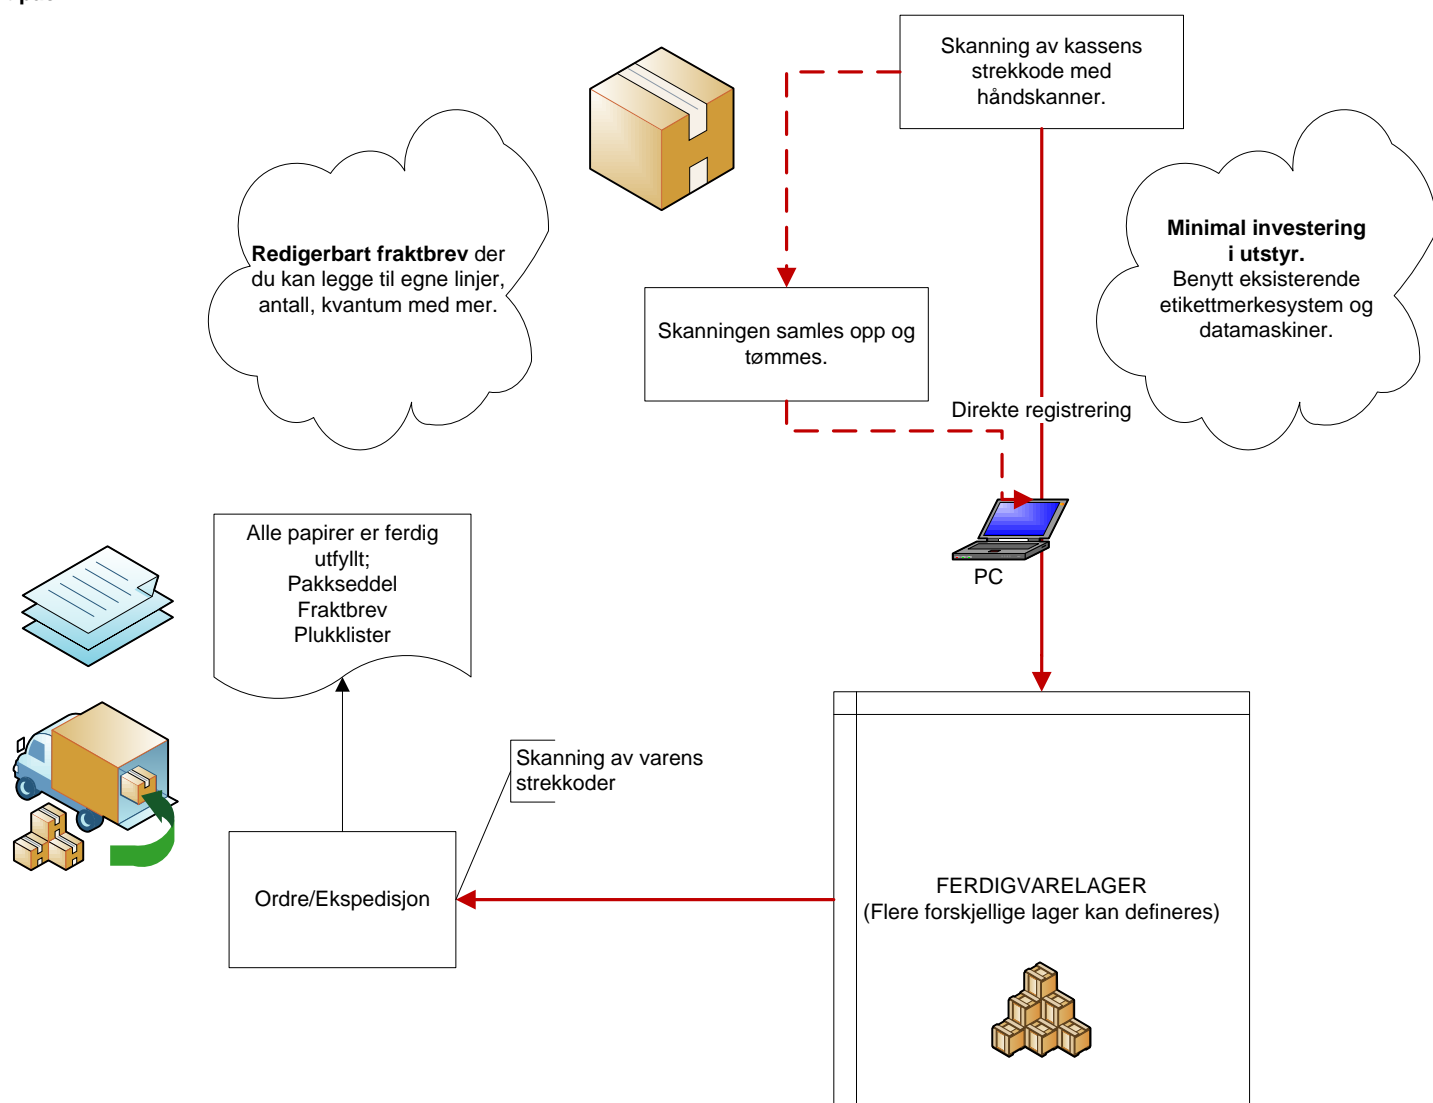 Skanning av kassens
strekkode med
håndskanner.
Redigerbart fraktbrev der
du kan legge til egne linjer,
antall, kvantum med mer.
Minimal investering
i utstyr.
Benytt eksisterende
etikettmerkesystem og
datamaskiner.
Skanningen samles opp og
tømmes.
Direkte registrering
PC
Alle papirer er ferdig
utfyllt;
Pakkseddel
Fraktbrev
Plukklister
Skanning av varens
strekkoder
Ordre/Ekspedisjon
FERDIGVARELAGER
(Flere forskjellige lager kan defineres)